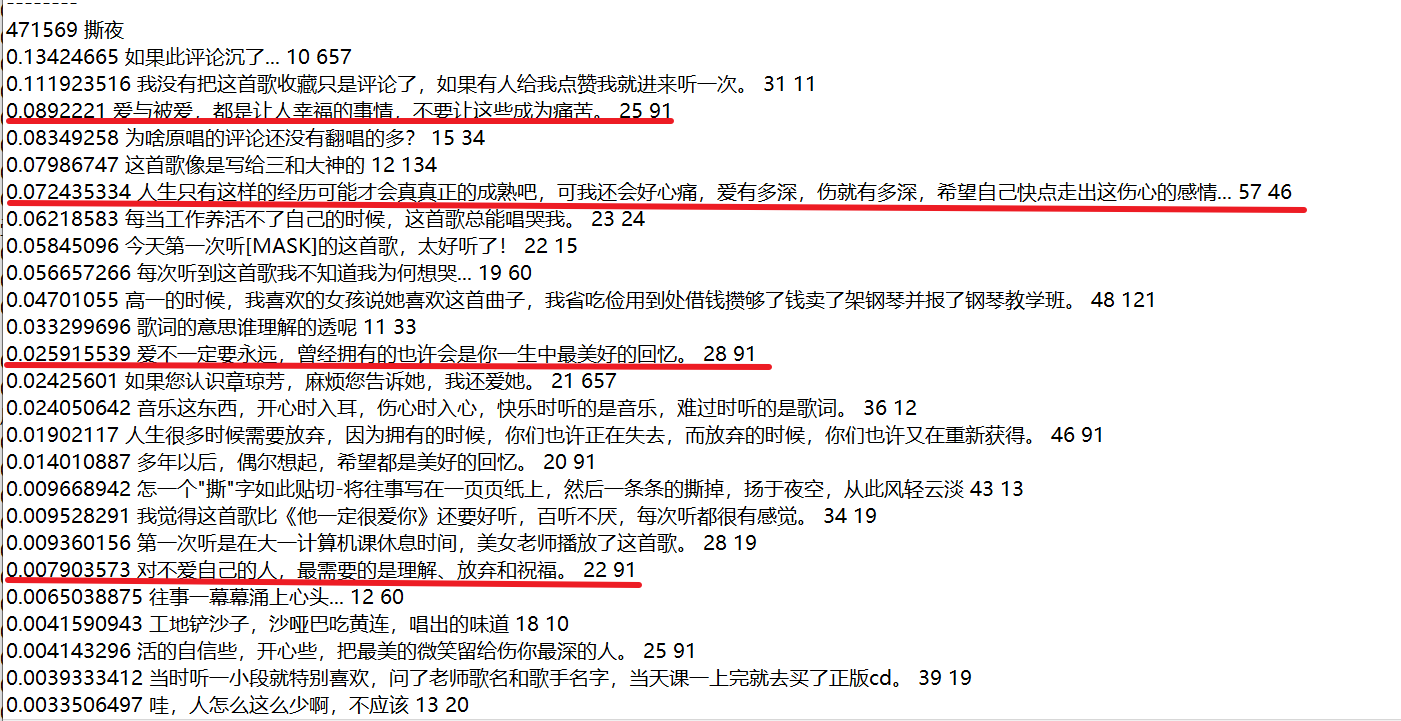 --------
471569 撕夜
0.13424665 如果此评论沉了... 10 657
0.111923516 我没有把这首歌收藏只是评论了，如果有人给我点赞我就进来听一次。 31 11
0.0892221 爱与被爱，都是让人幸福的事情，不要让这些成为痛苦。 25 91
0.08349258 为啥原唱的评论还没有翻唱的多？ 15 34
0.07986747 这首歌像是写给三和大神的 12 134
0.072435334 人生只有这样的经历可能才会真真正的成熟吧，可我还会好心痛，爱有多深，伤就有多深，希望自己快点走出这伤心的感情... 57 46
0.06218583 每当工作养活不了自己的时候，这首歌总能唱哭我。 23 24
0.05845096 今天第一次听[MASK]的这首歌，太好听了！ 22 15
0.056657266 每次听到这首歌我不知道我为何想哭... 19 60
0.04701055 高一的时候，我喜欢的女孩说她喜欢这首曲子，我省吃俭用到处借钱攒够了钱卖了架钢琴并报了钢琴教学班。 48 121
0.033299696 歌词的意思谁理解的透呢 11 33
0.025915539 爱不一定要永远，曾经拥有的也许会是你一生中最美好的回忆。 28 91
0.02425601 如果您认识章琼芳，麻烦您告诉她，我还爱她。 21 657
0.024050642 音乐这东西，开心时入耳，伤心时入心，快乐时听的是音乐，难过时听的是歌词。 36 12
0.01902117 人生很多时候需要放弃，因为拥有的时候，你们也许正在失去，而放弃的时候，你们也许又在重新获得。 46 91
0.014010887 多年以后，偶尔想起，希望都是美好的回忆。 20 91
0.009668942 怎一个"撕"字如此贴切-将往事写在一页页纸上，然后一条条的撕掉，扬于夜空，从此风轻云淡 43 13
0.009528291 我觉得这首歌比《他一定很爱你》还要好听，百听不厌，每次听都很有感觉。 34 19
0.009360156 第一次听是在大一计算机课休息时间，美女老师播放了这首歌。 28 19
0.007903573 对不爱自己的人，最需要的是理解、放弃和祝福。 22 91
0.0065038875 往事一幕幕涌上心头... 12 60
0.0041590943 工地铲沙子，沙哑巴吃黄连，唱出的味道 18 10
0.004143296 活的自信些，开心些，把最美的微笑留给伤你最深的人。 25 91
0.0039333412 当时听一小段就特别喜欢，问了老师歌名和歌手名字，当天课一上完就去买了正版cd。 39 19
0.0033506497 哇，人怎么这么少啊，不应该 13 20